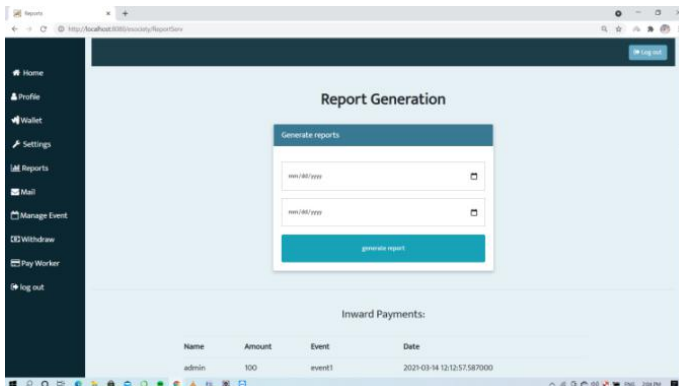 Reports
http://localhost:8080/esociety/ReportServ
Log out
Home
Profile
Wallet
Settings
Reports
Mail
Manage Event
Withdraw
Pay Worker
log out
Report Generation
Generate reports
mm/dd/yyyy
mm/dd/yyyy
generate report
Inward Payments:
Name Amount Event Date
admin 100 event1 2021-03-14 12:12:57.587000